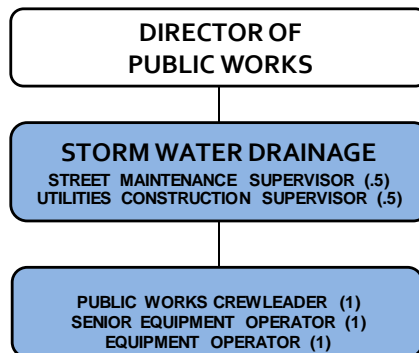 DIRECTOR OF
PUBLIC WORKS
STORM WATER DRAINAGE
STREET MAINTENANCE SUPERVISOR (.5)
UTILITIES CONSTRUCTION SUPERVISOR (.5)
PUBLIC WORKS CREWLEADER (1)
SENIOR EQUIPMENT OPERATOR (1)
EQUIPMENT OPERATOR (1)